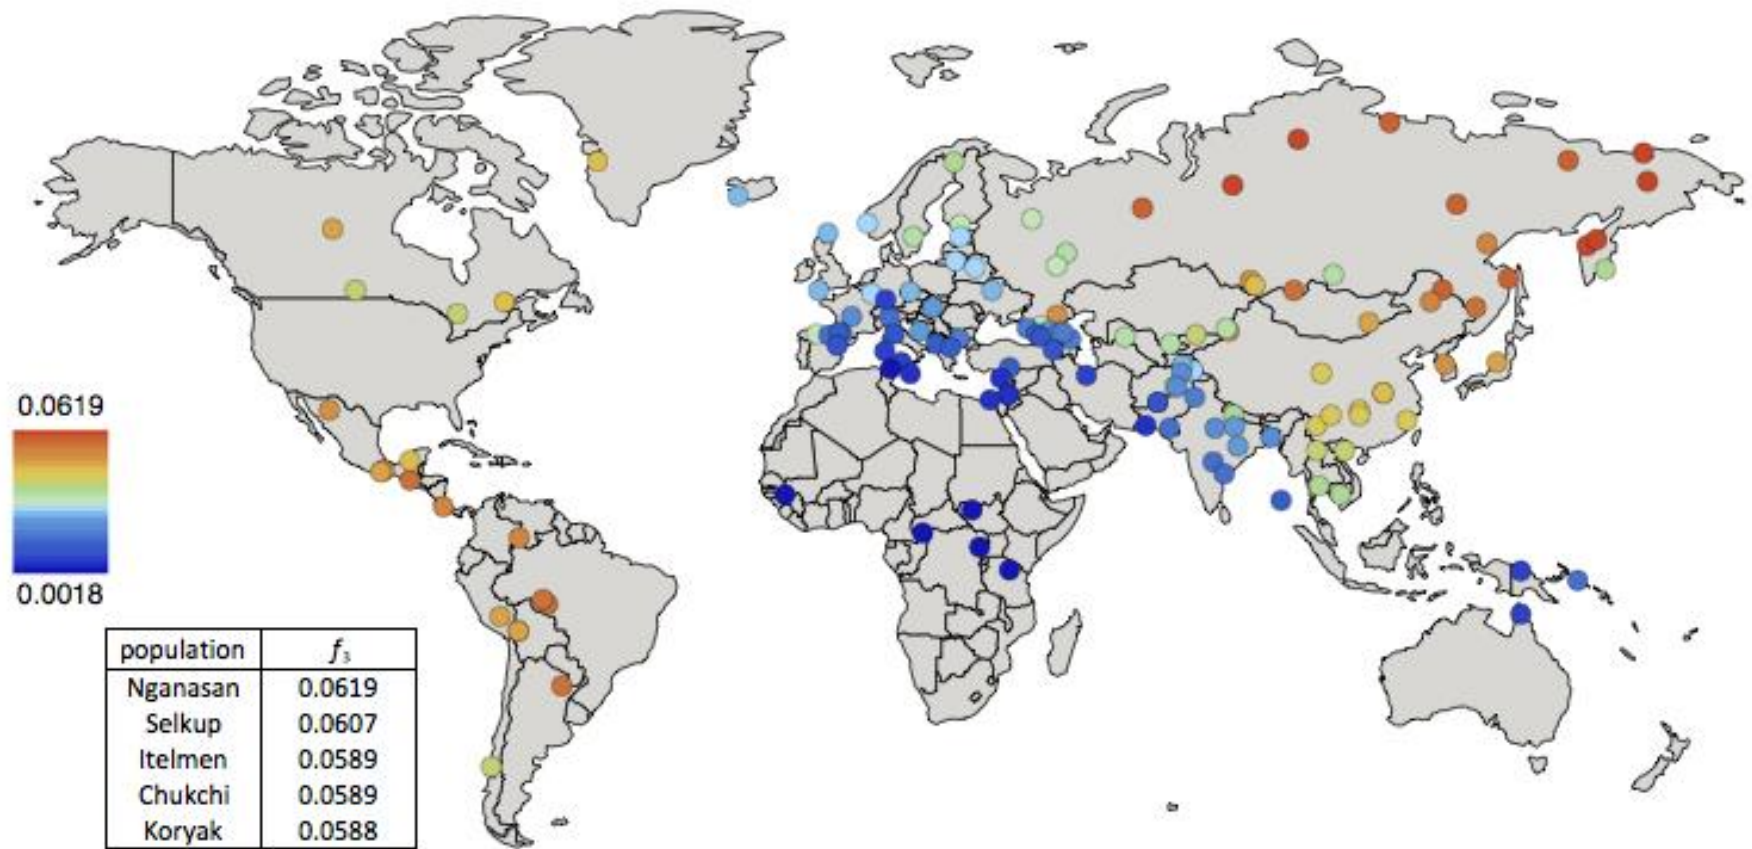 0.0619
0.0018
population f₃
Nganasan 0.0619
Selkup 0.0607
Itelmen 0.0589
Chukchi 0.0589
Koryak 0.0588